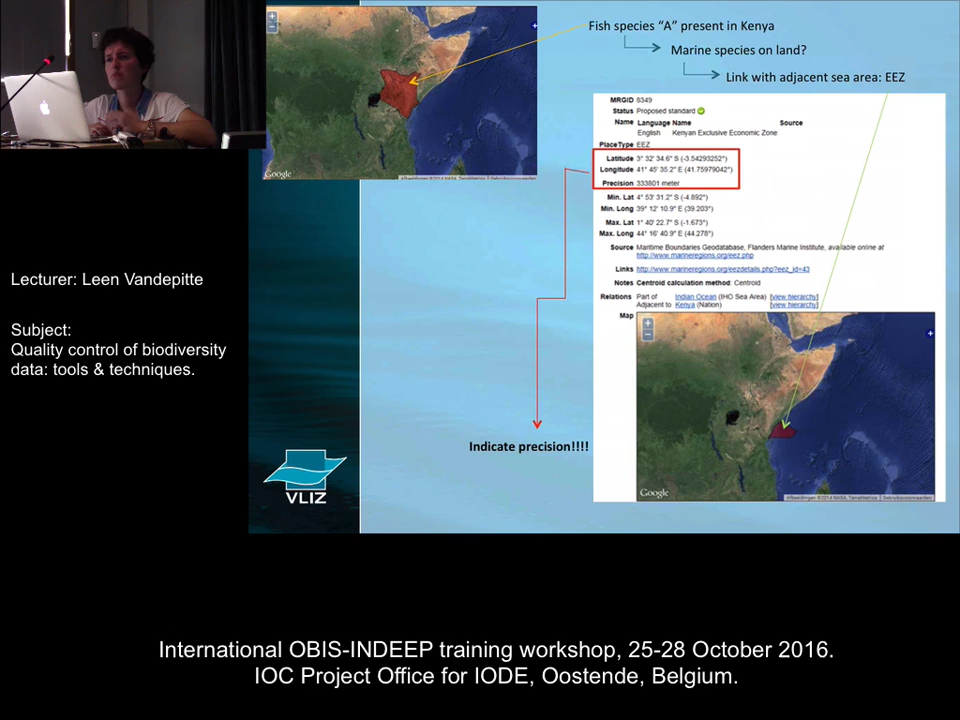 Fish species “A” present in Kenya
Marine species on land?
Link with adjacent sea area: EEZ
Google
MRGID 8349
Status Proposed standard
Name Language Name Source
English Kenyan Exclusive Economic Zone
PlaceType EEZ
Latitude 3° 32' 34.6" S (-3.54293252°)
Longitude 41° 45' 35.2" E (41.75979042°)
Precision 333801 meter
Min. Lat 4° 53' 31.2" S (-4.892°)
Min. Long 39° 12' 10.9" E (39.203°)
Max. Lat 1° 40' 22.7" S (-1.673°)
Max. Long 44° 16' 40.9" E (44.278°)
Source Maritime Boundaries Geodatabase, Flanders Marine Institute, available online at
http://www.marineregions.org/eez.php
Links http://www.marineregions.org/eezdetails.php?eez_id=43
Notes Centroid calculation method: Centroid
Relations Part of Indian Ocean (IHO Sea Area) [view hierarchy]
Adjacent to Kenya (Nation) [view hierarchy]
Map
Google
Afbeeldingen ©2014 NASA, TerraMetrics Gebruiksvoorwaarden
Indicate precision!!!!
VLIZ
Lecturer: Leen Vandepitte
Subject:
Quality control of biodiversity
data: tools & techniques.
International OBIS-INDEEP training workshop, 25-28 October 2016.
IOC Project Office for IODE, Oostende, Belgium.